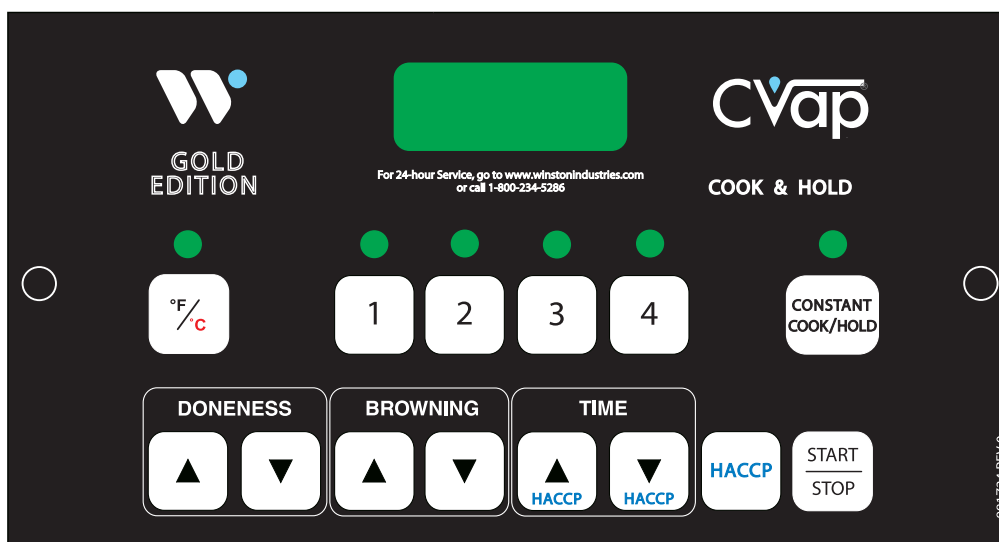 GOLD
EDITION
For 24-hour Service, go to www.winstonindustries.com
or call 1-800-234-5286
CVap®
COOK & HOLD
°F/°C
1
2
3
4
CONSTANT
COOK/HOLD
DONENESS
BROWNING
TIME
HACCP
HACCP
HACCP
START
STOP